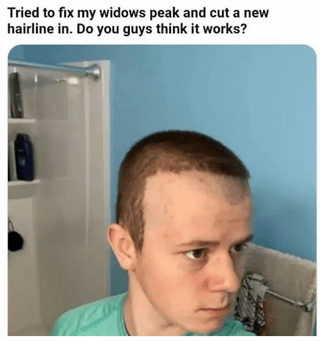 Tried to fix my widows peak and cut a new
hairline in. Do you guys think it works?